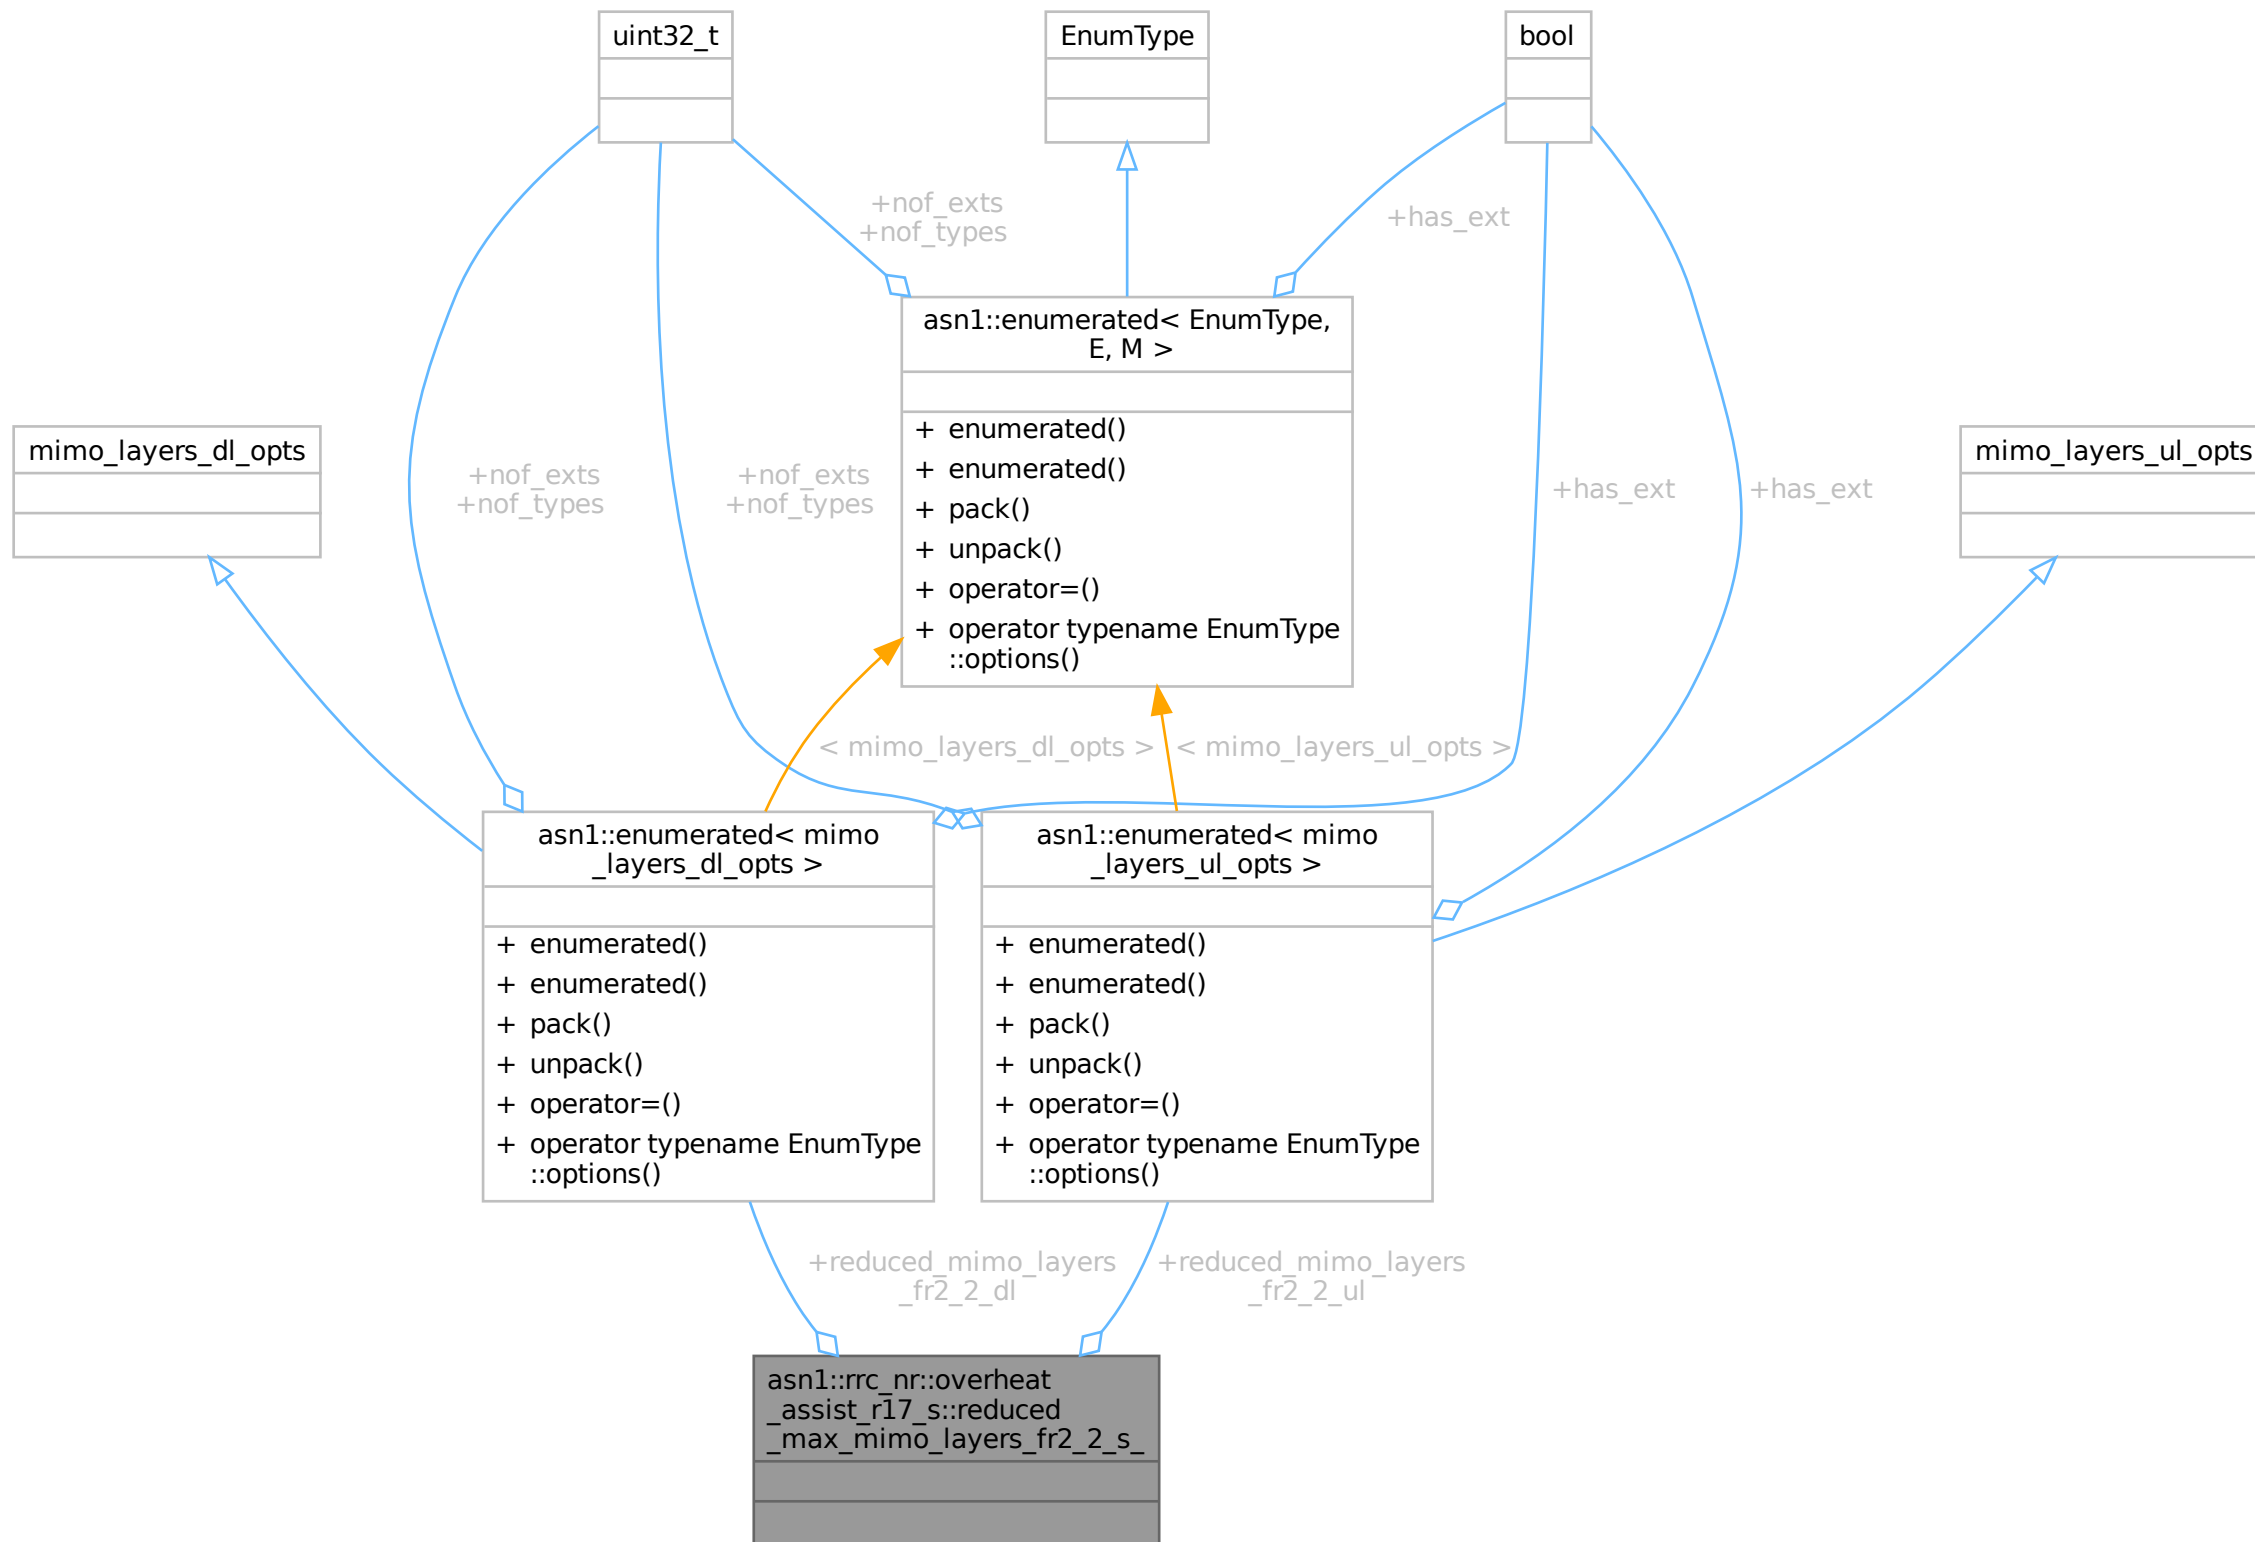 uint32_t
EnumType
bool
+nof_exts
+nof_types
+has_ext
asn1::enumerated< EnumType,
E, M >
+ enumerated()
+ enumerated()
+ pack()
+ unpack()
+ operator=()
+ operator typename EnumType
::options()
mimo_layers_dl_opts
+nof_exts
+nof_types
+nof_exts
+nof_types
+has_ext
+has_ext
mimo_layers_ul_opts
< mimo_layers_dl_opts >
< mimo_layers_ul_opts >
asn1::enumerated< mimo
_layers_dl_opts >
+ enumerated()
+ enumerated()
+ pack()
+ unpack()
+ operator=()
+ operator typename EnumType
::options()
asn1::enumerated< mimo
_layers_ul_opts >
+ enumerated()
+ enumerated()
+ pack()
+ unpack()
+ operator=()
+ operator typename EnumType
::options()
+reduced_mimo_layers
_fr2_2_dl
+reduced_mimo_layers
_fr2_2_ul
asn1::rrc_nr::overheat
_assist_r17_s::reduced
_max_mimo_layers_fr2_2_s_